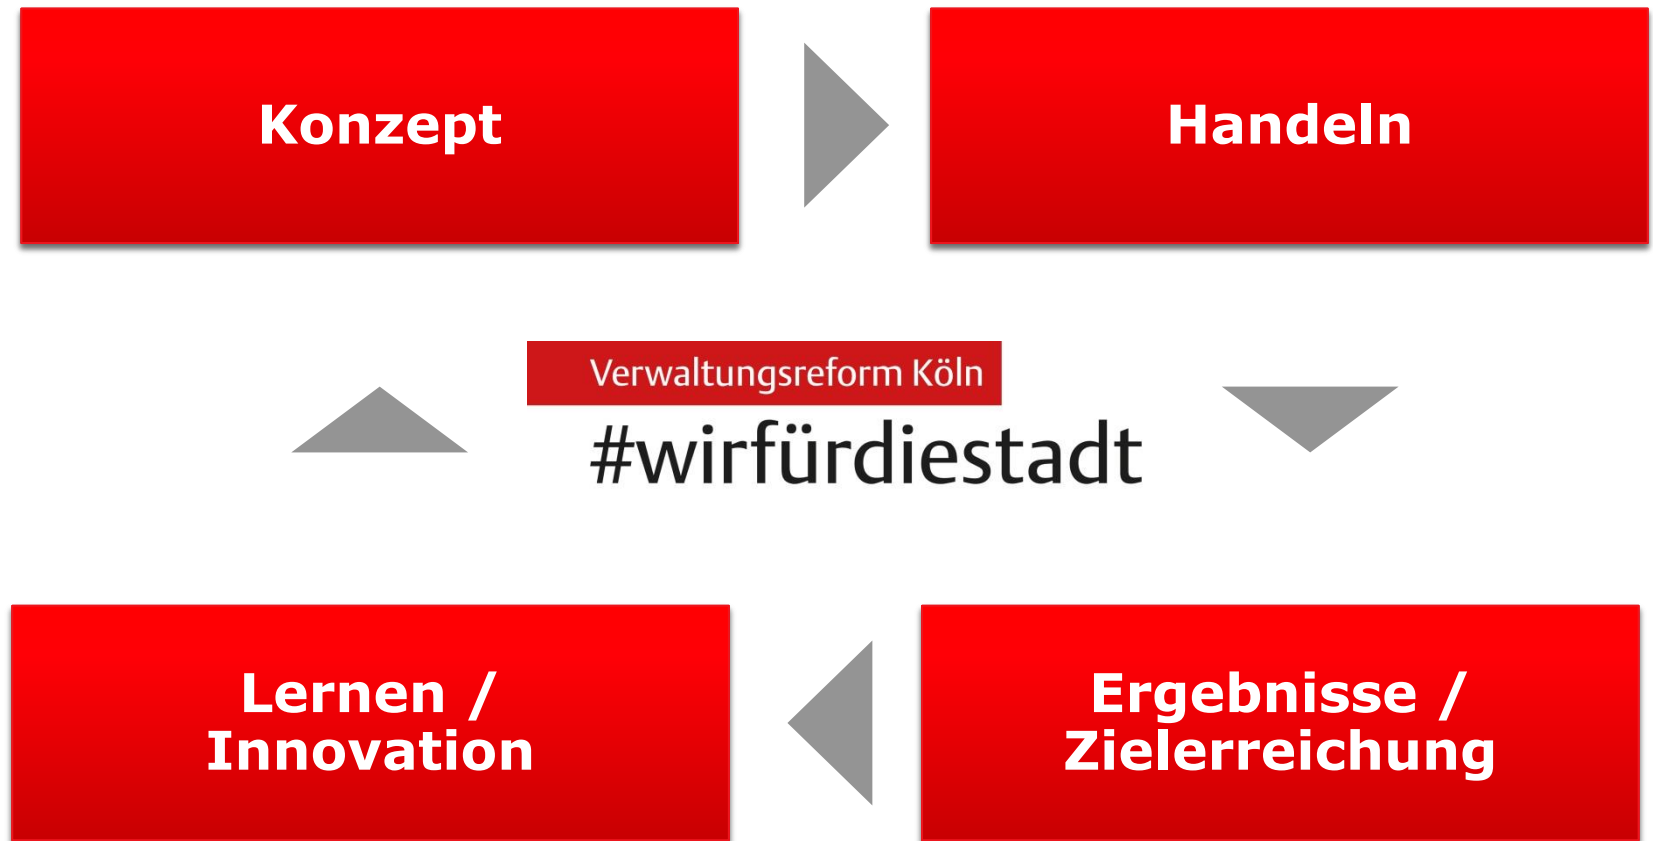 Konzept
Handeln
Verwaltungsreform Köln
#wirfürdiestadt
Lernen /
Innovation
Ergebnisse /
Zielerreichung